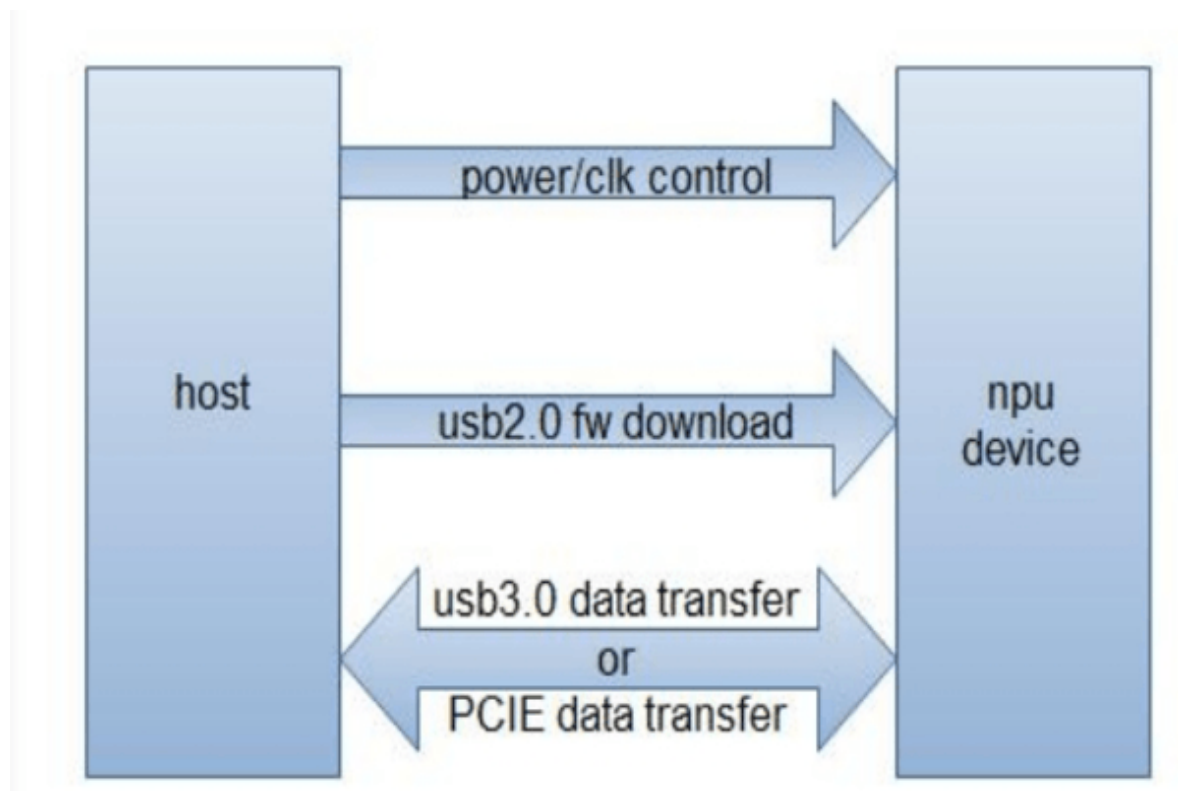 power/clk control
host
usb2.0 fw download
npu
device
usb3.0 data transfer
or
PCIE data transfer